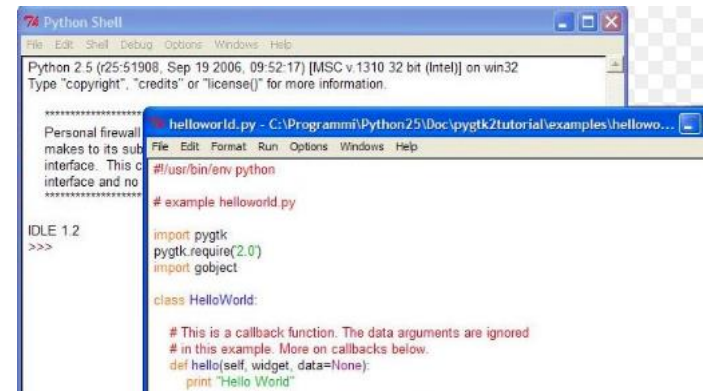 Python Shell
File Edit Shell Debug Options Windows Help
Python 2.5 (r25:51908, Sep 19 2006, 09:52:17) [MSC v.1310 32 bit (Intel)] on win32
Type "copyright", "credits" or "license()" for more information.
****************
Personal firewall
makes to its sub
interface. This c
interface and no
****************
IDLE 1.2
>>>
helloworld.py - C:\Programmi\Python25\Doc\pygtk2tutorial\examples\hellowo...
File Edit Format Run Options Windows Help
#!/usr/bin/env python
# example helloworld.py
import pygtk
pygtk.require('2.0')
import gobject
class HelloWorld:
# This is a callback function. The data arguments are ignored
# in this example. More on callbacks below.
def hello(self, widget, data=None):
print "Hello World"